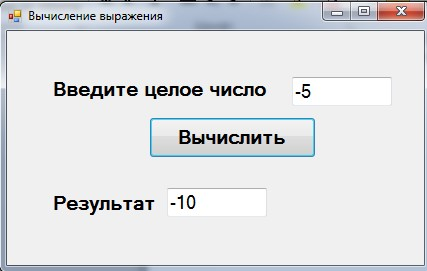 Вычисление выражения
Введите целое число -5
Вычислить
Результат -10